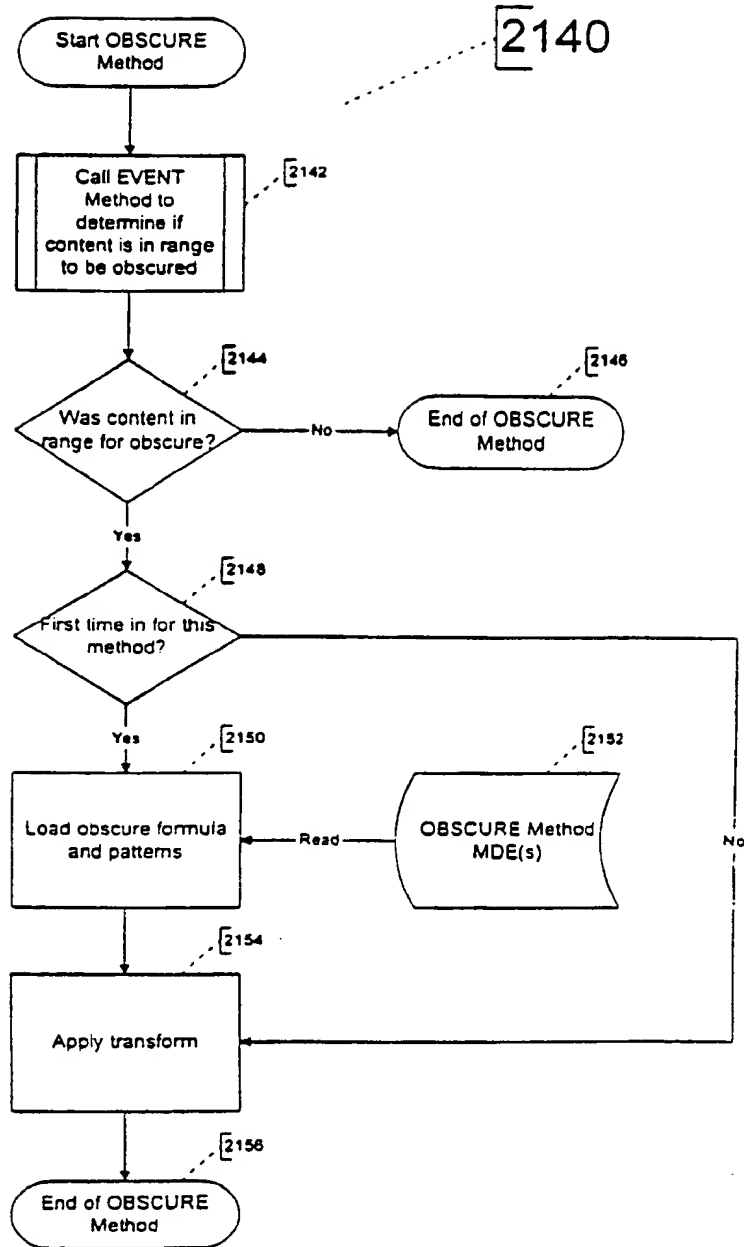 Start OBSCURE
Method
2140
Call EVENT
Method to
determine if
content is in range
to be obscured
2142
2144
Was content in
range for obscure?
No
2146
End of OBSCURE
Method
Yes
2148
First time in for this
method?
Yes
No
2150
Load obscure formula
and patterns
Read
2152
OBSCURE Method
MDE(s)
2154
Apply transform
2156
End of OBSCURE
Method